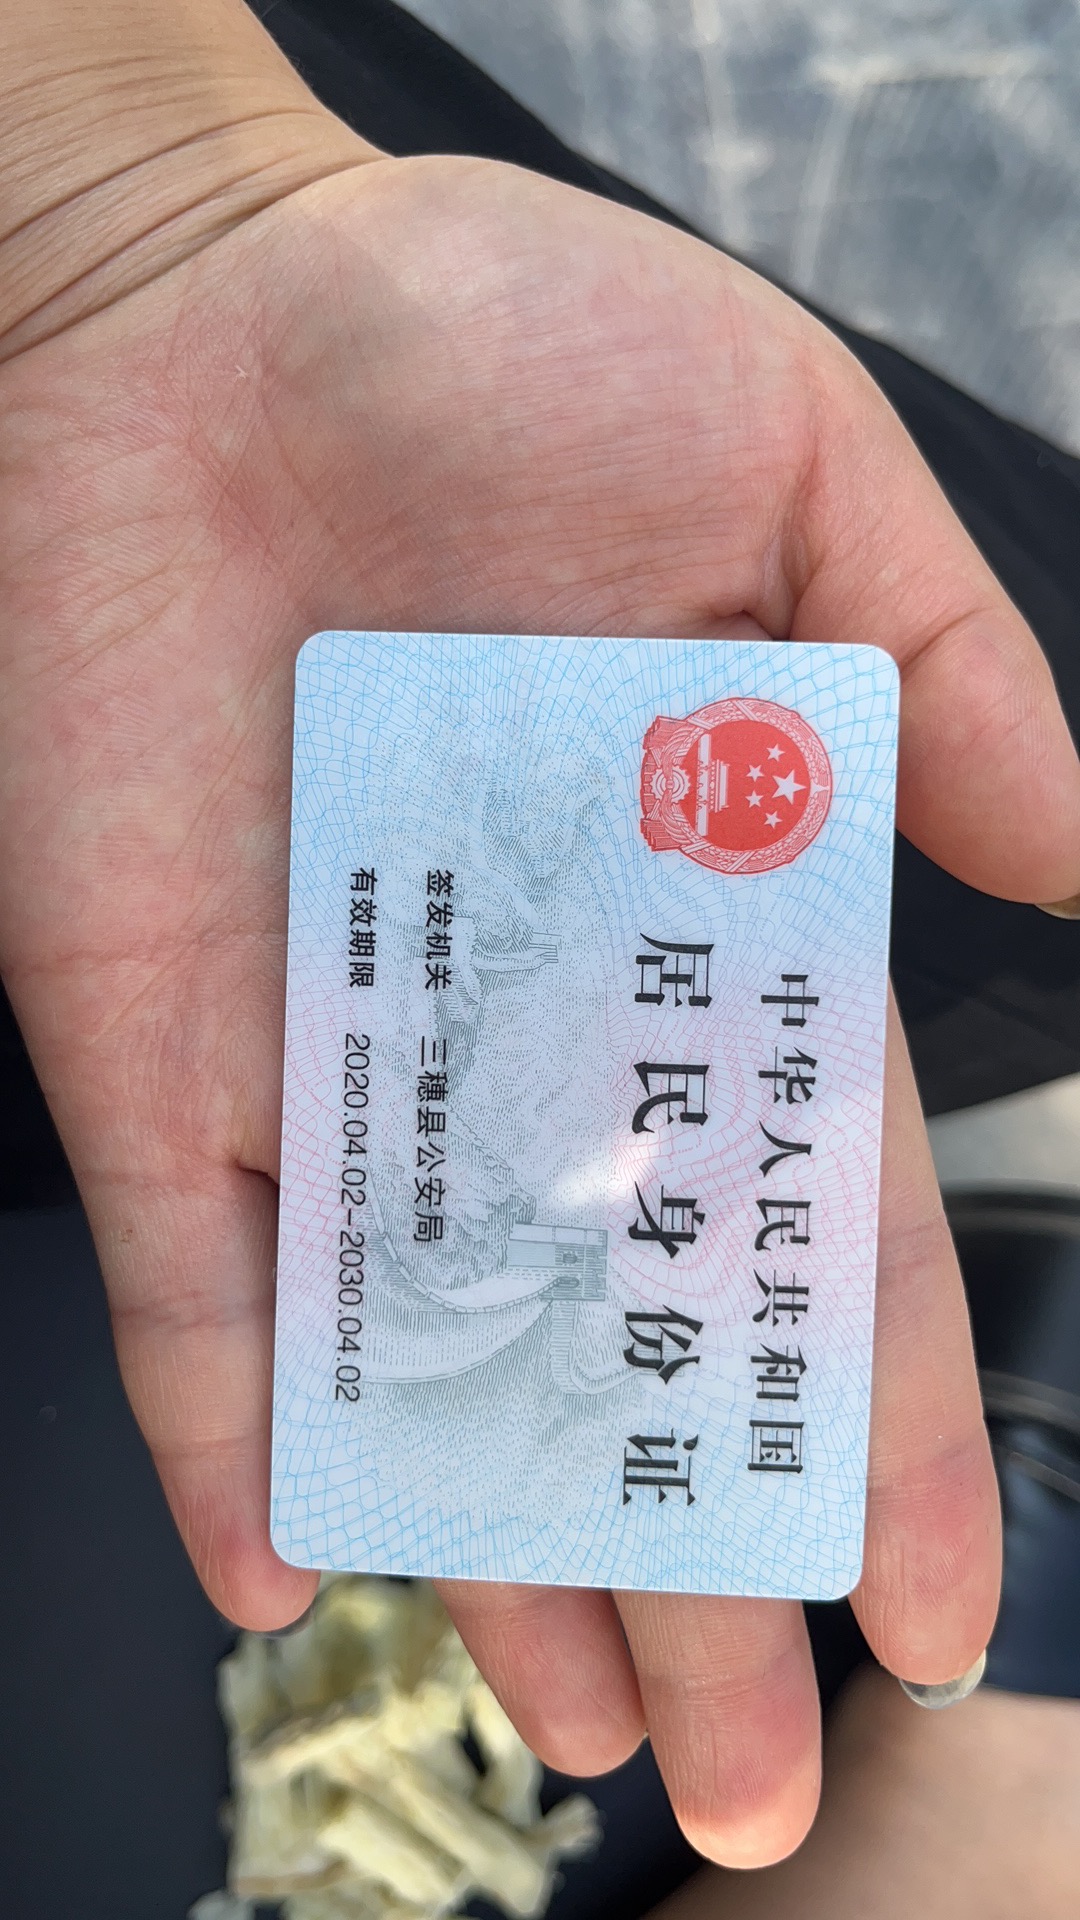 中华人民共和国
居民身份证
签发机关 三穗县公安局
有效期限 2020.04.02-2030.04.02